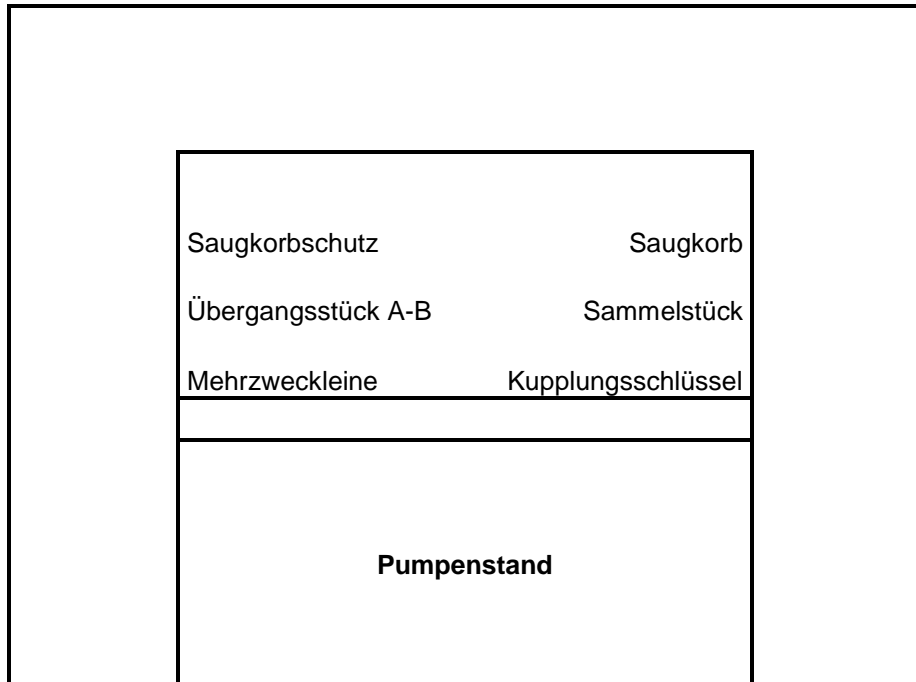 Saugkorbschutz Saugkorb
Übergangsstück A-B Sammelstück
Mehrzweckleine Kupplungsschlüssel
Pumpenstand